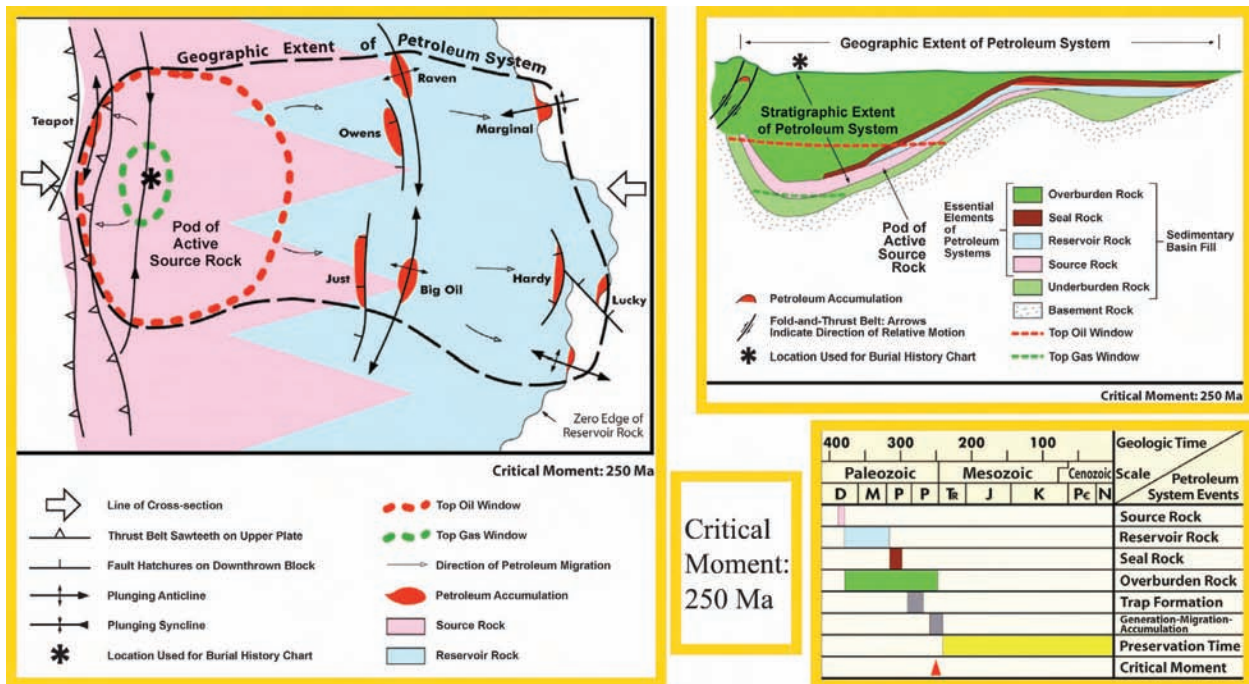 Geographic Extent of Petroleum System
Raven
Teapot
Owens
Marginal
Pod of
Active
Source Rock
Just
Big Oil
Hardy
Lucky
Zero Edge of
Reservoir Rock
Critical Moment: 250 Ma
Line of Cross-section
Thrust Belt Sawteeth on Upper Plate
Fault Hatchures on Downthrown Block
Plunging Anticline
Plunging Syncline
Location Used for Burial History Chart
Top Oil Window
Top Gas Window
Direction of Petroleum Migration
Petroleum Accumulation
Source Rock
Reservoir Rock
Geographic Extent of Petroleum System
Stratigraphic Extent
of Petroleum System
Essential
Elements
of
Petroleum
Systems
Overburden Rock
Seal Rock
Reservoir Rock
Source Rock
Underburden Rock
Basement Rock
Top Oil Window
Top Gas Window
Sedimentary
Basin Fill
Pod of
Active
Source
Rock
Petroleum Accumulation
Fold-and-Thrust Belt: Arrows
Indicate Direction of Relative Motion
Location Used for Burial History Chart
Critical Moment: 250 Ma
Critical
Moment:
250 Ma
400 300 200 100 Geologic Time
Paleozoic Mesozoic Cenozoic Scale Petroleum
D M P P TR J K P€ N System Events
Source Rock
Reservoir Rock
Seal Rock
Overburden Rock
Trap Formation
Generation-Migration-
Accumulation
Preservation Time
Critical Moment